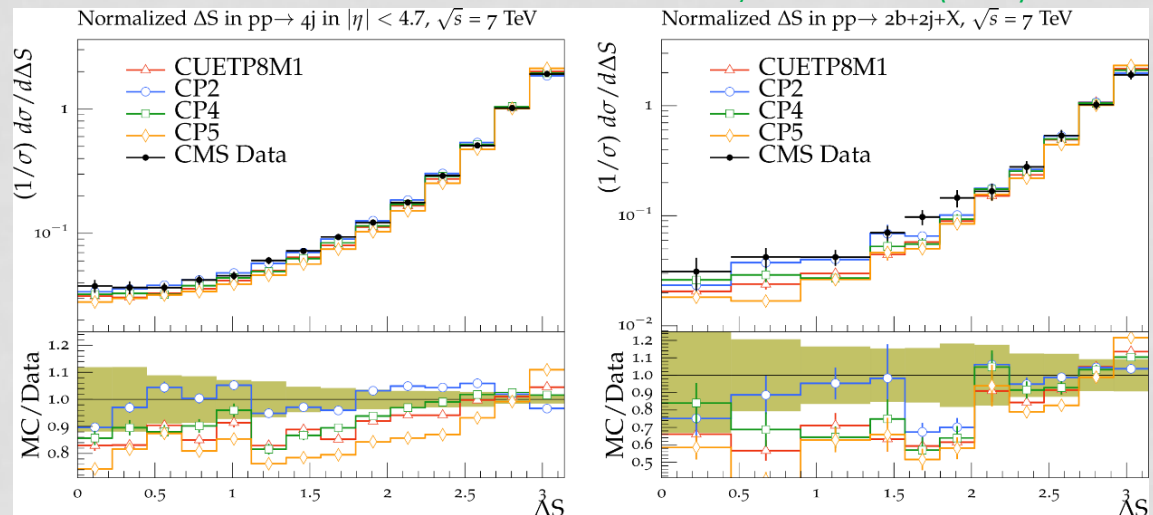 Normalized ΔS in pp→ 4j in |η| < 4.7, √s = 7 TeV
(1/σ) dσ/dΔS
1
10⁻¹
CUETP8M1
CP2
CP4
CP5
CMS Data
MC/Data
1.2
1.1
1.0
0.9
0.8
0 0.5 1 1.5 2 2.5 3
ΔS
Normalized ΔS in pp→ 2b+2j+X, √s = 7 TeV
(1/σ) dσ/dΔS
1
10⁻¹
10⁻²
CUETP8M1
CP2
CP4
CP5
CMS Data
MC/Data
1.2
1.1
1.0
0.9
0.8
0.7
0.6
0.5
0 0.5 1 1.5 2 2.5 3
ΔS